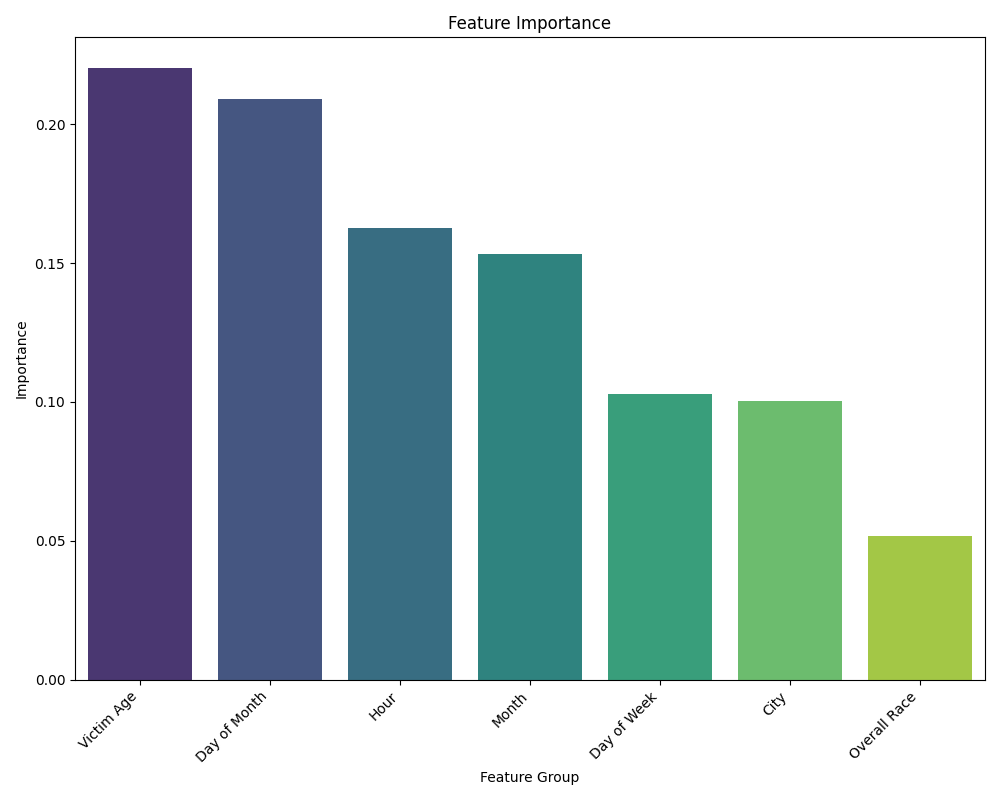 Feature Importance
Importance
0.20
0.15
0.10
0.05
0.00
Victim Age
Day of Month
Hour
Month
Day of Week
City
Overall Race
Feature Group